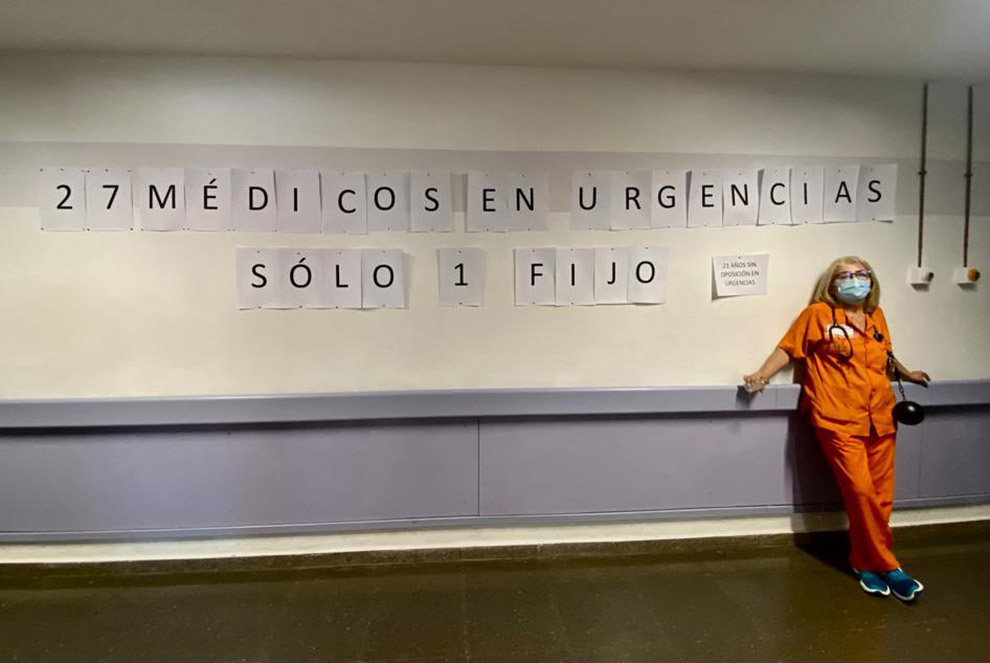 27 MÉDICOS EN URGENCIAS
SÓLO 1 FIJO
21 AÑOS SIN
OPOSICIÓN EN
URGENCIAS